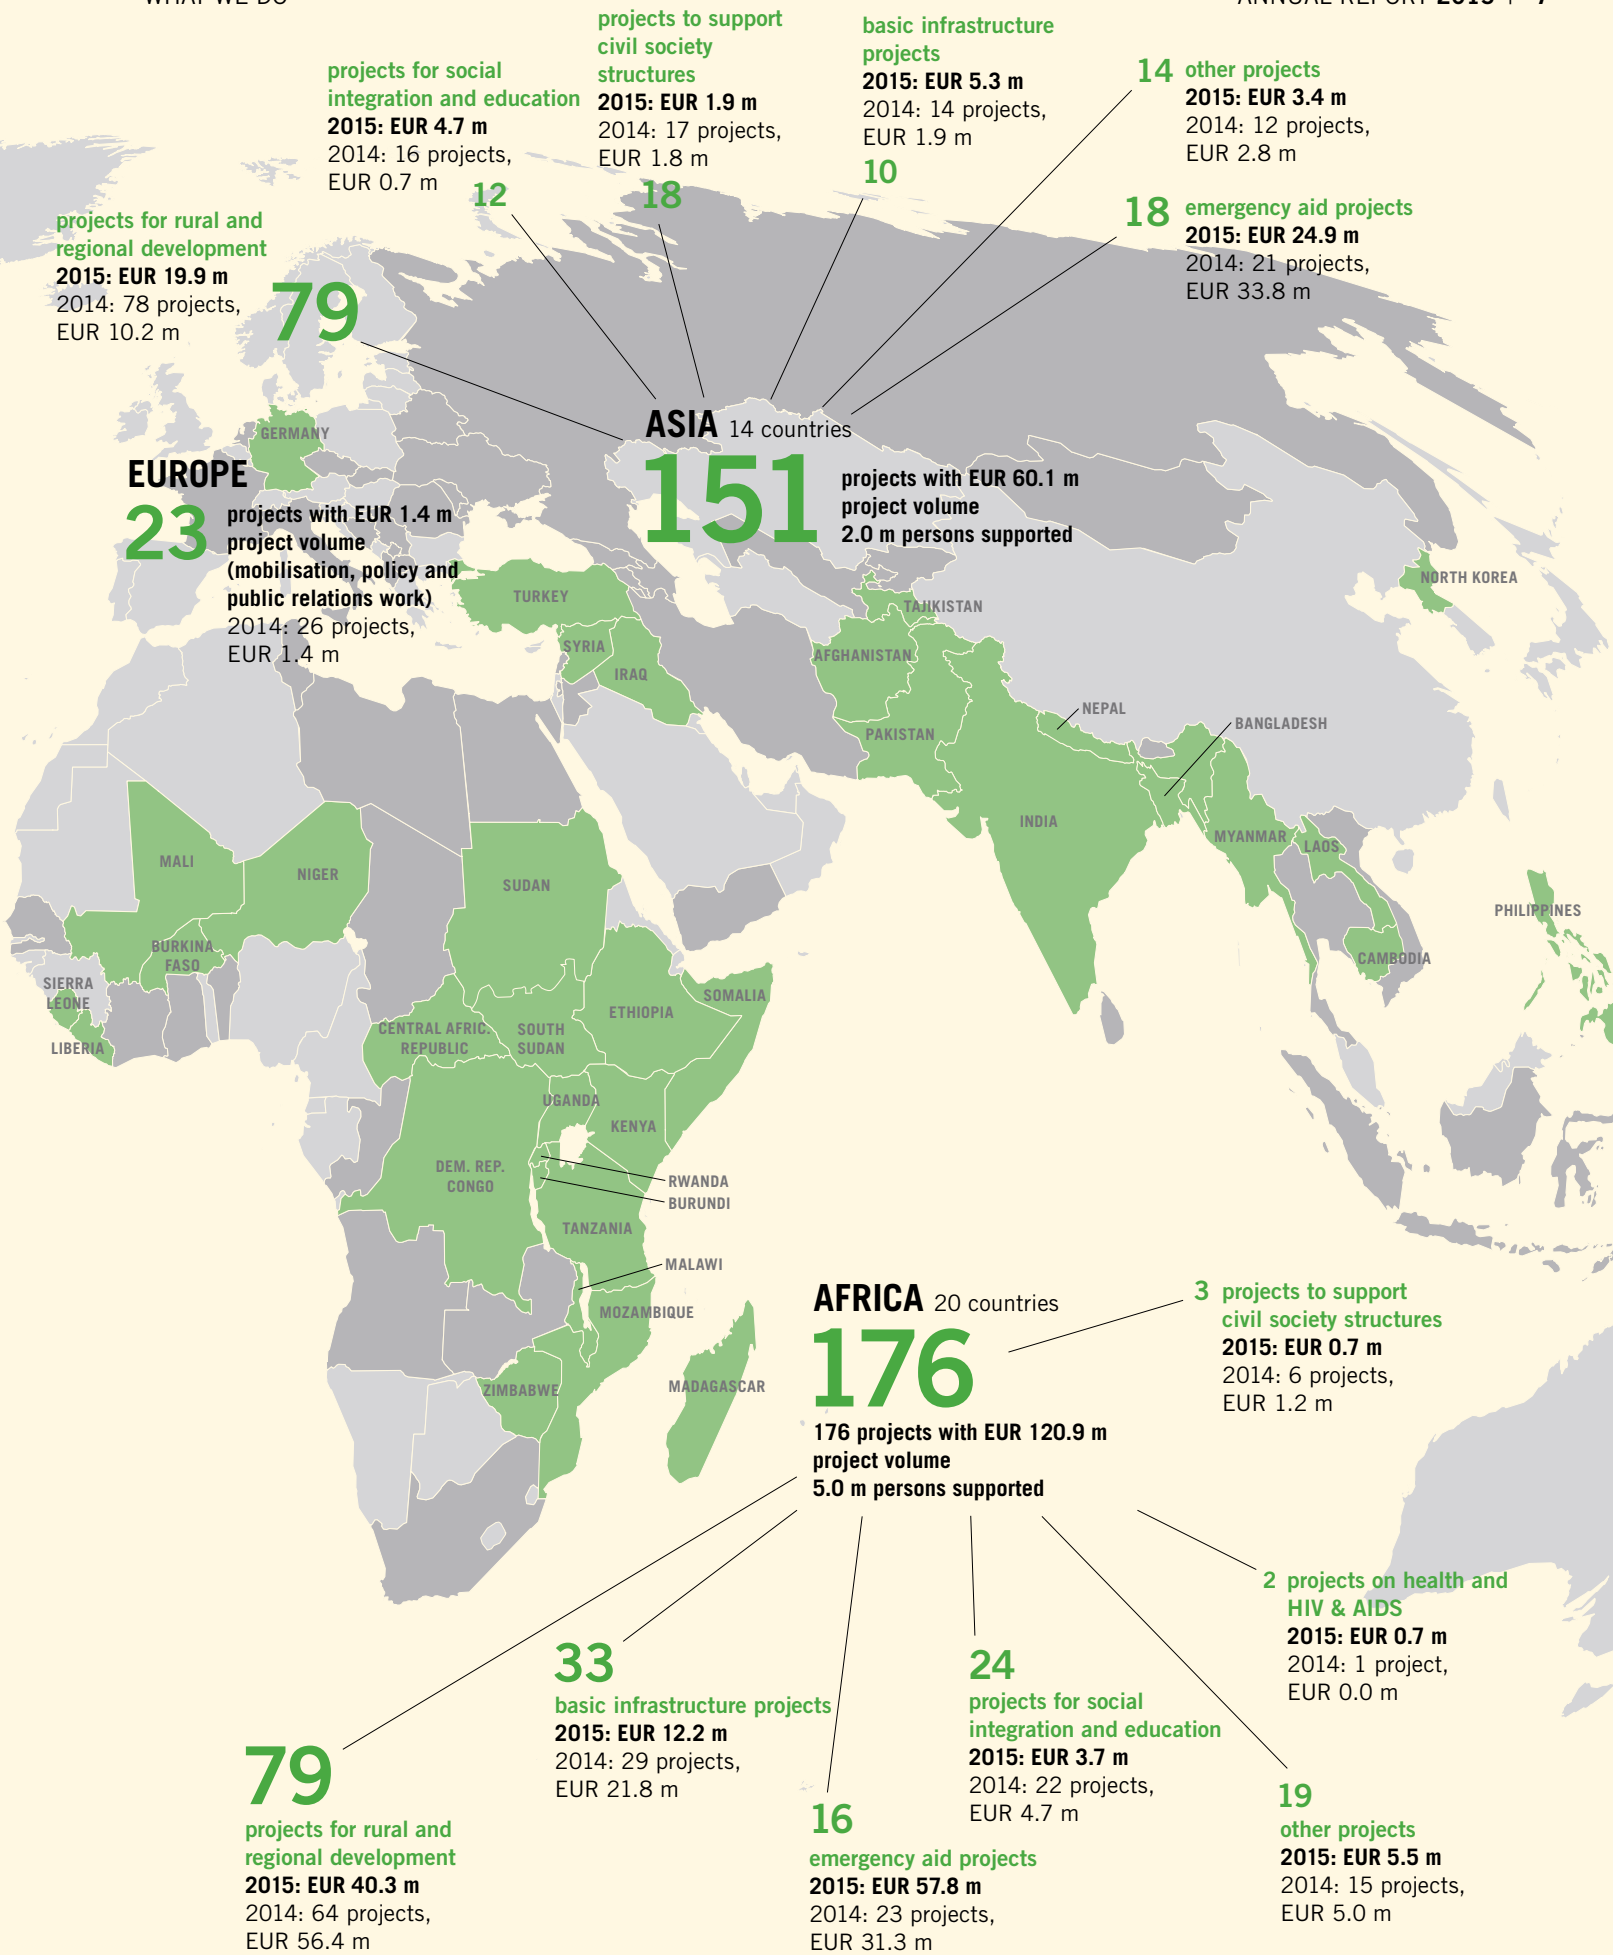 WHAT WE DO
ANNUAL REPORT 2015 | 7
projects for social
integration and education
2015: EUR 4.7 m
2014: 16 projects,
EUR 0.7 m
12
projects to support
civil society
structures
2015: EUR 1.9 m
2014: 17 projects,
EUR 1.8 m
18
basic infrastructure
projects
2015: EUR 5.3 m
2014: 14 projects,
EUR 1.9 m
10
14 other projects
2015: EUR 3.4 m
2014: 12 projects,
EUR 2.8 m
18 emergency aid projects
2015: EUR 24.9 m
2014: 21 projects,
EUR 33.8 m
projects for rural and
regional development
2015: EUR 19.9 m
2014: 78 projects,
EUR 10.2 m
79
ASIA 14 countries
151
projects with EUR 60.1 m
project volume
2.0 m persons supported
GERMANY
EUROPE
23
projects with EUR 1.4 m
project volume
(mobilisation, policy and
public relations work)
2014: 26 projects,
EUR 1.4 m
TURKEY
SYRIA
IRAQ
TAJIKISTAN
AFGHANISTAN
PAKISTAN
NORTH KOREA
NEPAL
BANGLADESH
INDIA
MYANMAR
LAOS
PHILIPPINES
CAMBODIA
MALI
NIGER
SUDAN
BURKINA
FASO
SIERRA
LEONE
LIBERIA
CENTRAL AFRIC.
REPUBLIC
SOUTH
SUDAN
ETHIOPIA
SOMALIA
UGANDA
KENYA
DEM. REP.
CONGO
RWANDA
BURUNDI
TANZANIA
MALAWI
MOZAMBIQUE
ZIMBABWE
MADAGASCAR
AFRICA 20 countries
176
176 projects with EUR 120.9 m
project volume
5.0 m persons supported
3 projects to support
civil society structures
2015: EUR 0.7 m
2014: 6 projects,
EUR 1.2 m
2 projects on health and
HIV & AIDS
2015: EUR 0.7 m
2014: 1 project,
EUR 0.0 m
33
basic infrastructure projects
2015: EUR 12.2 m
2014: 29 projects,
EUR 21.8 m
24
projects for social
integration and education
2015: EUR 3.7 m
2014: 22 projects,
EUR 4.7 m
79
projects for rural and
regional development
2015: EUR 40.3 m
2014: 64 projects,
EUR 56.4 m
16
emergency aid projects
2015: EUR 57.8 m
2014: 23 projects,
EUR 31.3 m
19
other projects
2015: EUR 5.5 m
2014: 15 projects,
EUR 5.0 m